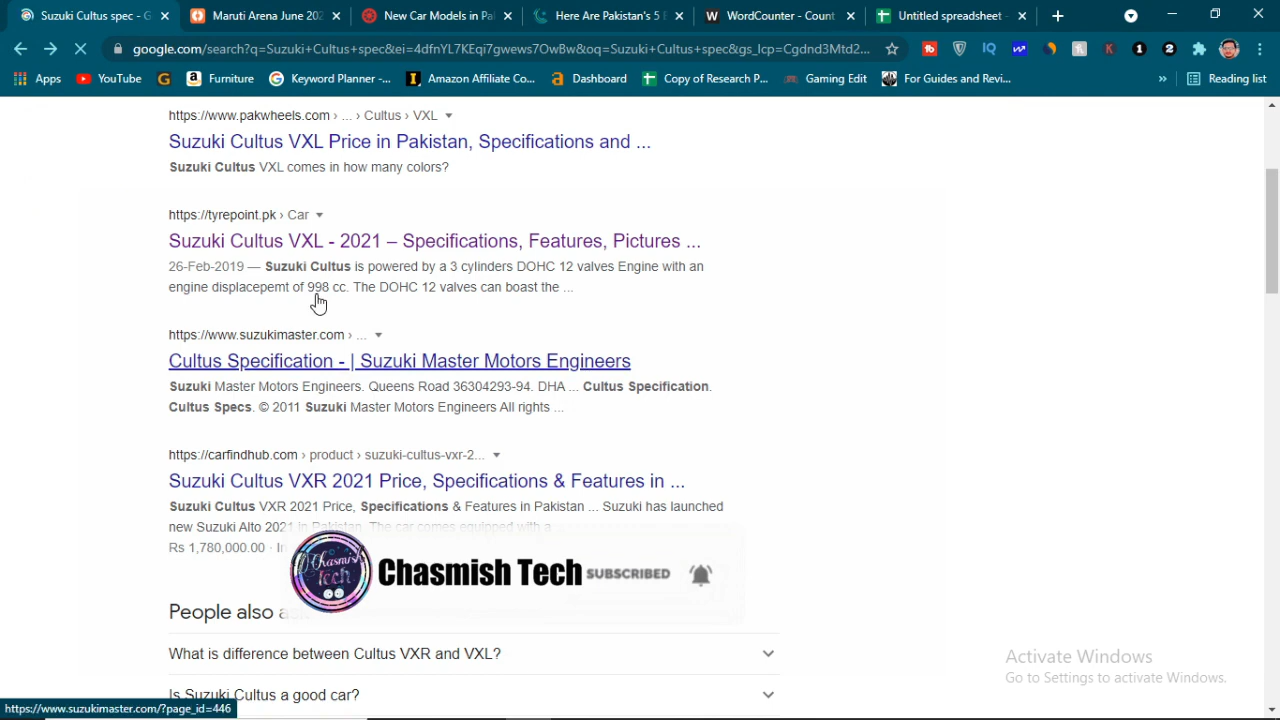 Suzuki Cultus spec - G
Maruti Arena June 202
New Car Models in Pa
Here Are Pakistan's 5
WordCounter - Count
Untitled spreadsheet -
google.com/search?q=Suzuki+Cultus+spec&ei=4dfnYL7KEqi7gwews7OwBw&oq=Suzuki+Cultus+spec&gs_lcp=Cgdnd3Mtd2...
Apps
YouTube
Furniture
Keyword Planner -...
Amazon Affiliate Co...
Dashboard
Copy of Research P...
Gaming Edit
For Guides and Revi...
»
Reading list
https://www.pakwheels.com › ... › Cultus › VXL
Suzuki Cultus VXL Price in Pakistan, Specifications and ...
Suzuki Cultus VXL comes in how many colors?
https://tyrepoint.pk › Car
Suzuki Cultus VXL - 2021 – Specifications, Features, Pictures ...
26-Feb-2019 — Suzuki Cultus is powered by a 3 cylinders DOHC 12 valves Engine with an
engine displacepemt of 998 cc. The DOHC 12 valves can boast the ...
https://www.suzukimaster.com › ...
Cultus Specification - | Suzuki Master Motors Engineers
Suzuki Master Motors Engineers. Queens Road 36304293-94. DHA ... Cultus Specification.
Cultus Specs. © 2011 Suzuki Master Motors Engineers All rights ...
https://carfindhub.com › product › suzuki-cultus-vxr-2...
Suzuki Cultus VXR 2021 Price, Specifications & Features in ...
Suzuki Cultus VXR 2021 Price, Specifications & Features in Pakistan ... Suzuki has launched
new Suzuki Alto 2021 in Pakistan. The car comes equipped with a
Rs 1,780,000.00 ·
Chasmish Tech
Chasmish Tech SUBSCRIBED
People also
What is difference between Cultus VXR and VXL?
Is Suzuki Cultus a good car?
Activate Windows
Go to Settings to activate Windows.
https://www.suzukimaster.com/?page_id=446